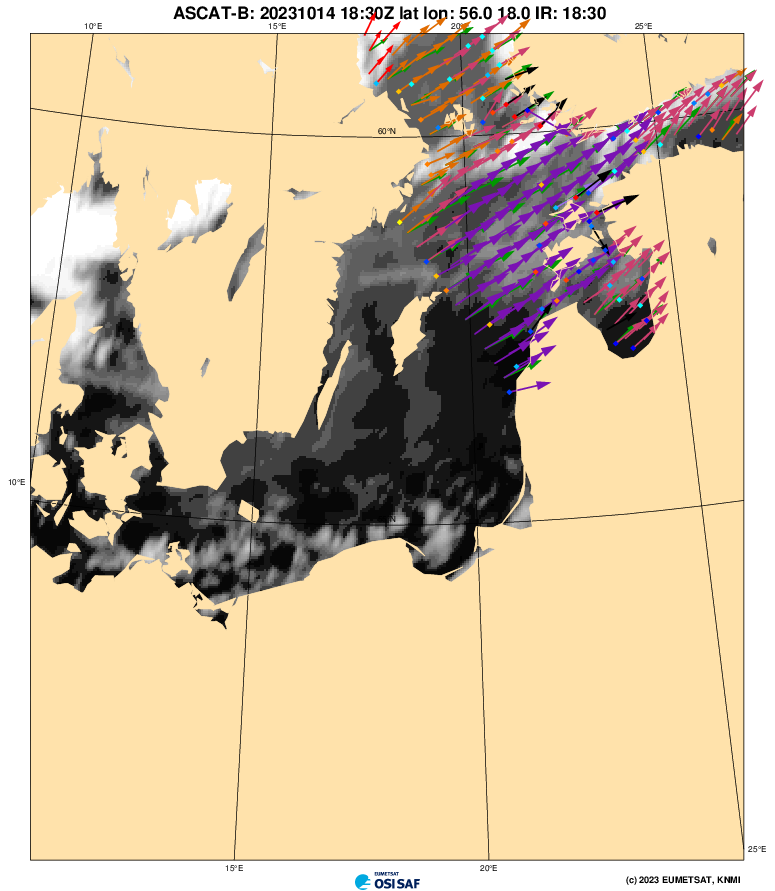 ASCAT-B: 20231014 18:30Z lat lon: 56.0 18.0 IR: 18:30
10°E 15°E 20°E 25°E
60°N
10°E
25°E
15°E 20°E
EUMETSAT
OSI SAF
(c) 2023 EUMETSAT, KNMI